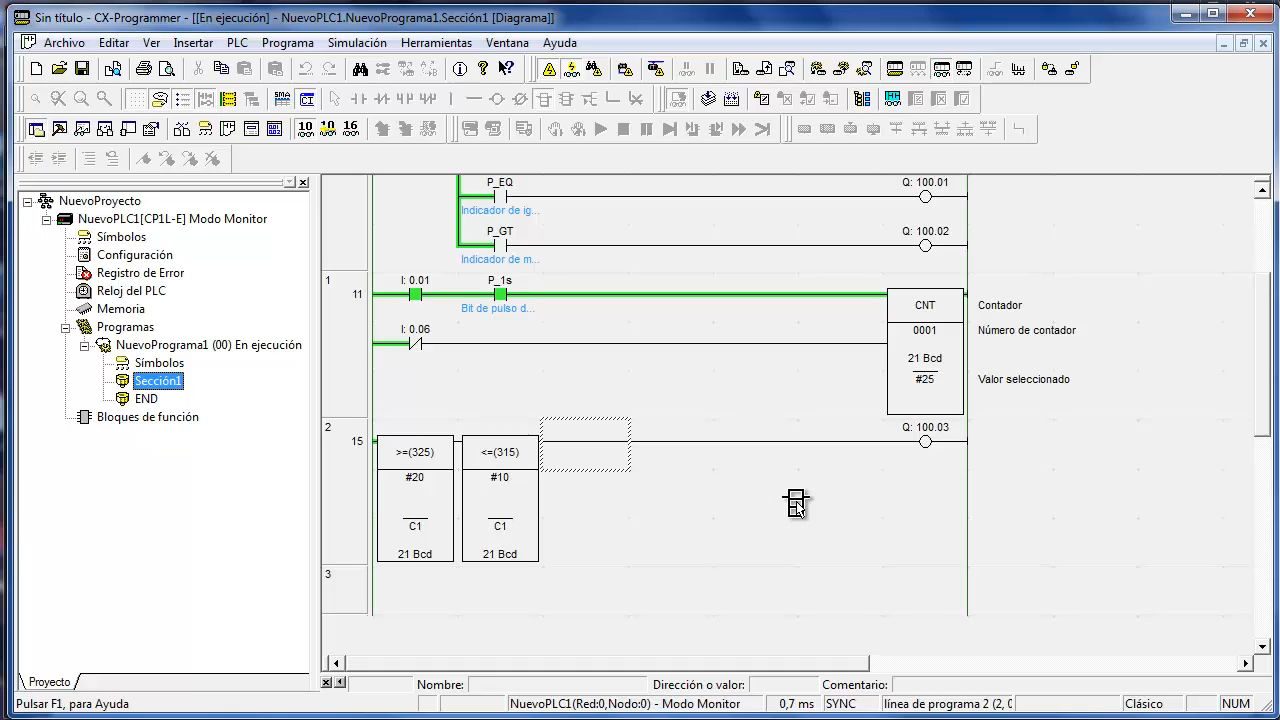 Sin título - CX-Programmer - [[En ejecución] - NuevoPLC1.NuevoPrograma1.Sección1 [Diagrama]]
Archivo Editar Ver Insertar PLC Programa Simulación Herramientas Ventana Ayuda
10 10 16
NuevoProyecto
NuevoPLC1[CP1L-E] Modo Monitor
Símbolos
Configuración
Registro de Error
Reloj del PLC
Memoria
Programas
NuevoPrograma1 (00) En ejecución
Símbolos
Sección1
END
Bloques de función
Proyecto
P_EQ Q: 100.01
Indicador de ig...
P_GT Q: 100.02
Indicador de m...
1
11
I: 0.01 P_1s
Bit de pulso d...
CNT Contador
I: 0.06
0001 Número de contador
21 Bcd
#25 Valor seleccionado
2
15
Q: 100.03
>=(325) <=(315)
#20 #10
C1 C1
21 Bcd 21 Bcd
3
Nombre: Dirección o valor: Comentario:
Pulsar F1, para Ayuda NuevoPLC1(Red:0,Nodo:0) - Modo Monitor 0,7 ms SYNC línea de programa 2 (2, 0 Clásico NUM